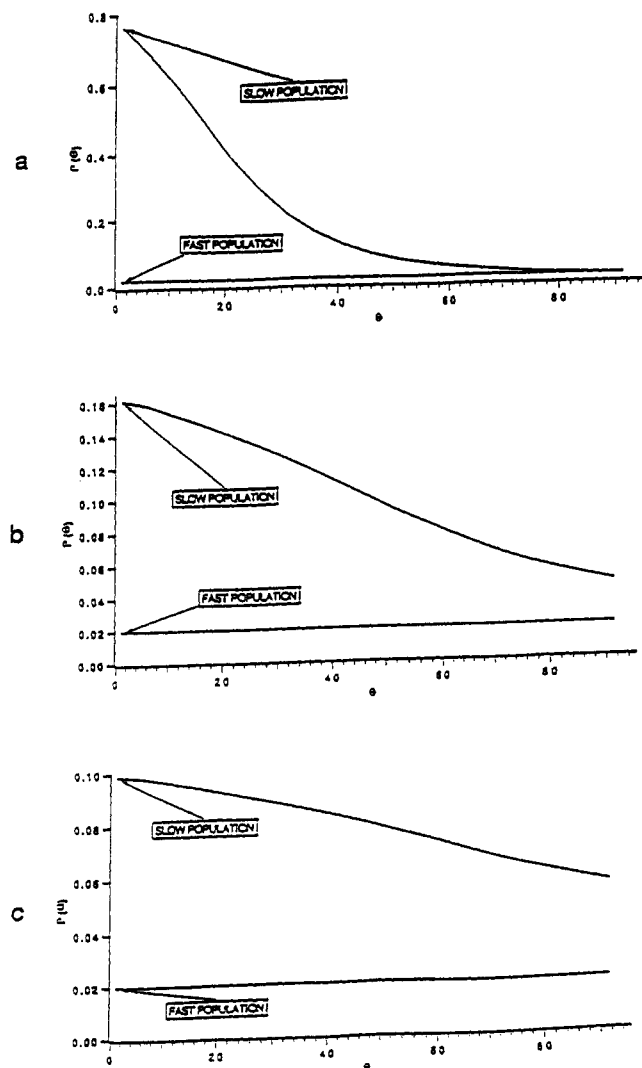 a
P(θ)
0.8
0.6
0.4
0.2
0.0
SLOW POPULATION
FAST POPULATION
0 20 40 60 80
θ
b
P(θ)
0.16
0.14
0.12
0.08
0.06
0.04
0.02
0.00
SLOW POPULATION
FAST POPULATION
0 20 40 60 80
θ
c
P(θ)
0.10
0.08
0.06
0.04
0.02
0.00
SLOW POPULATION
FAST POPULATION
0 20 40 60 80
θ